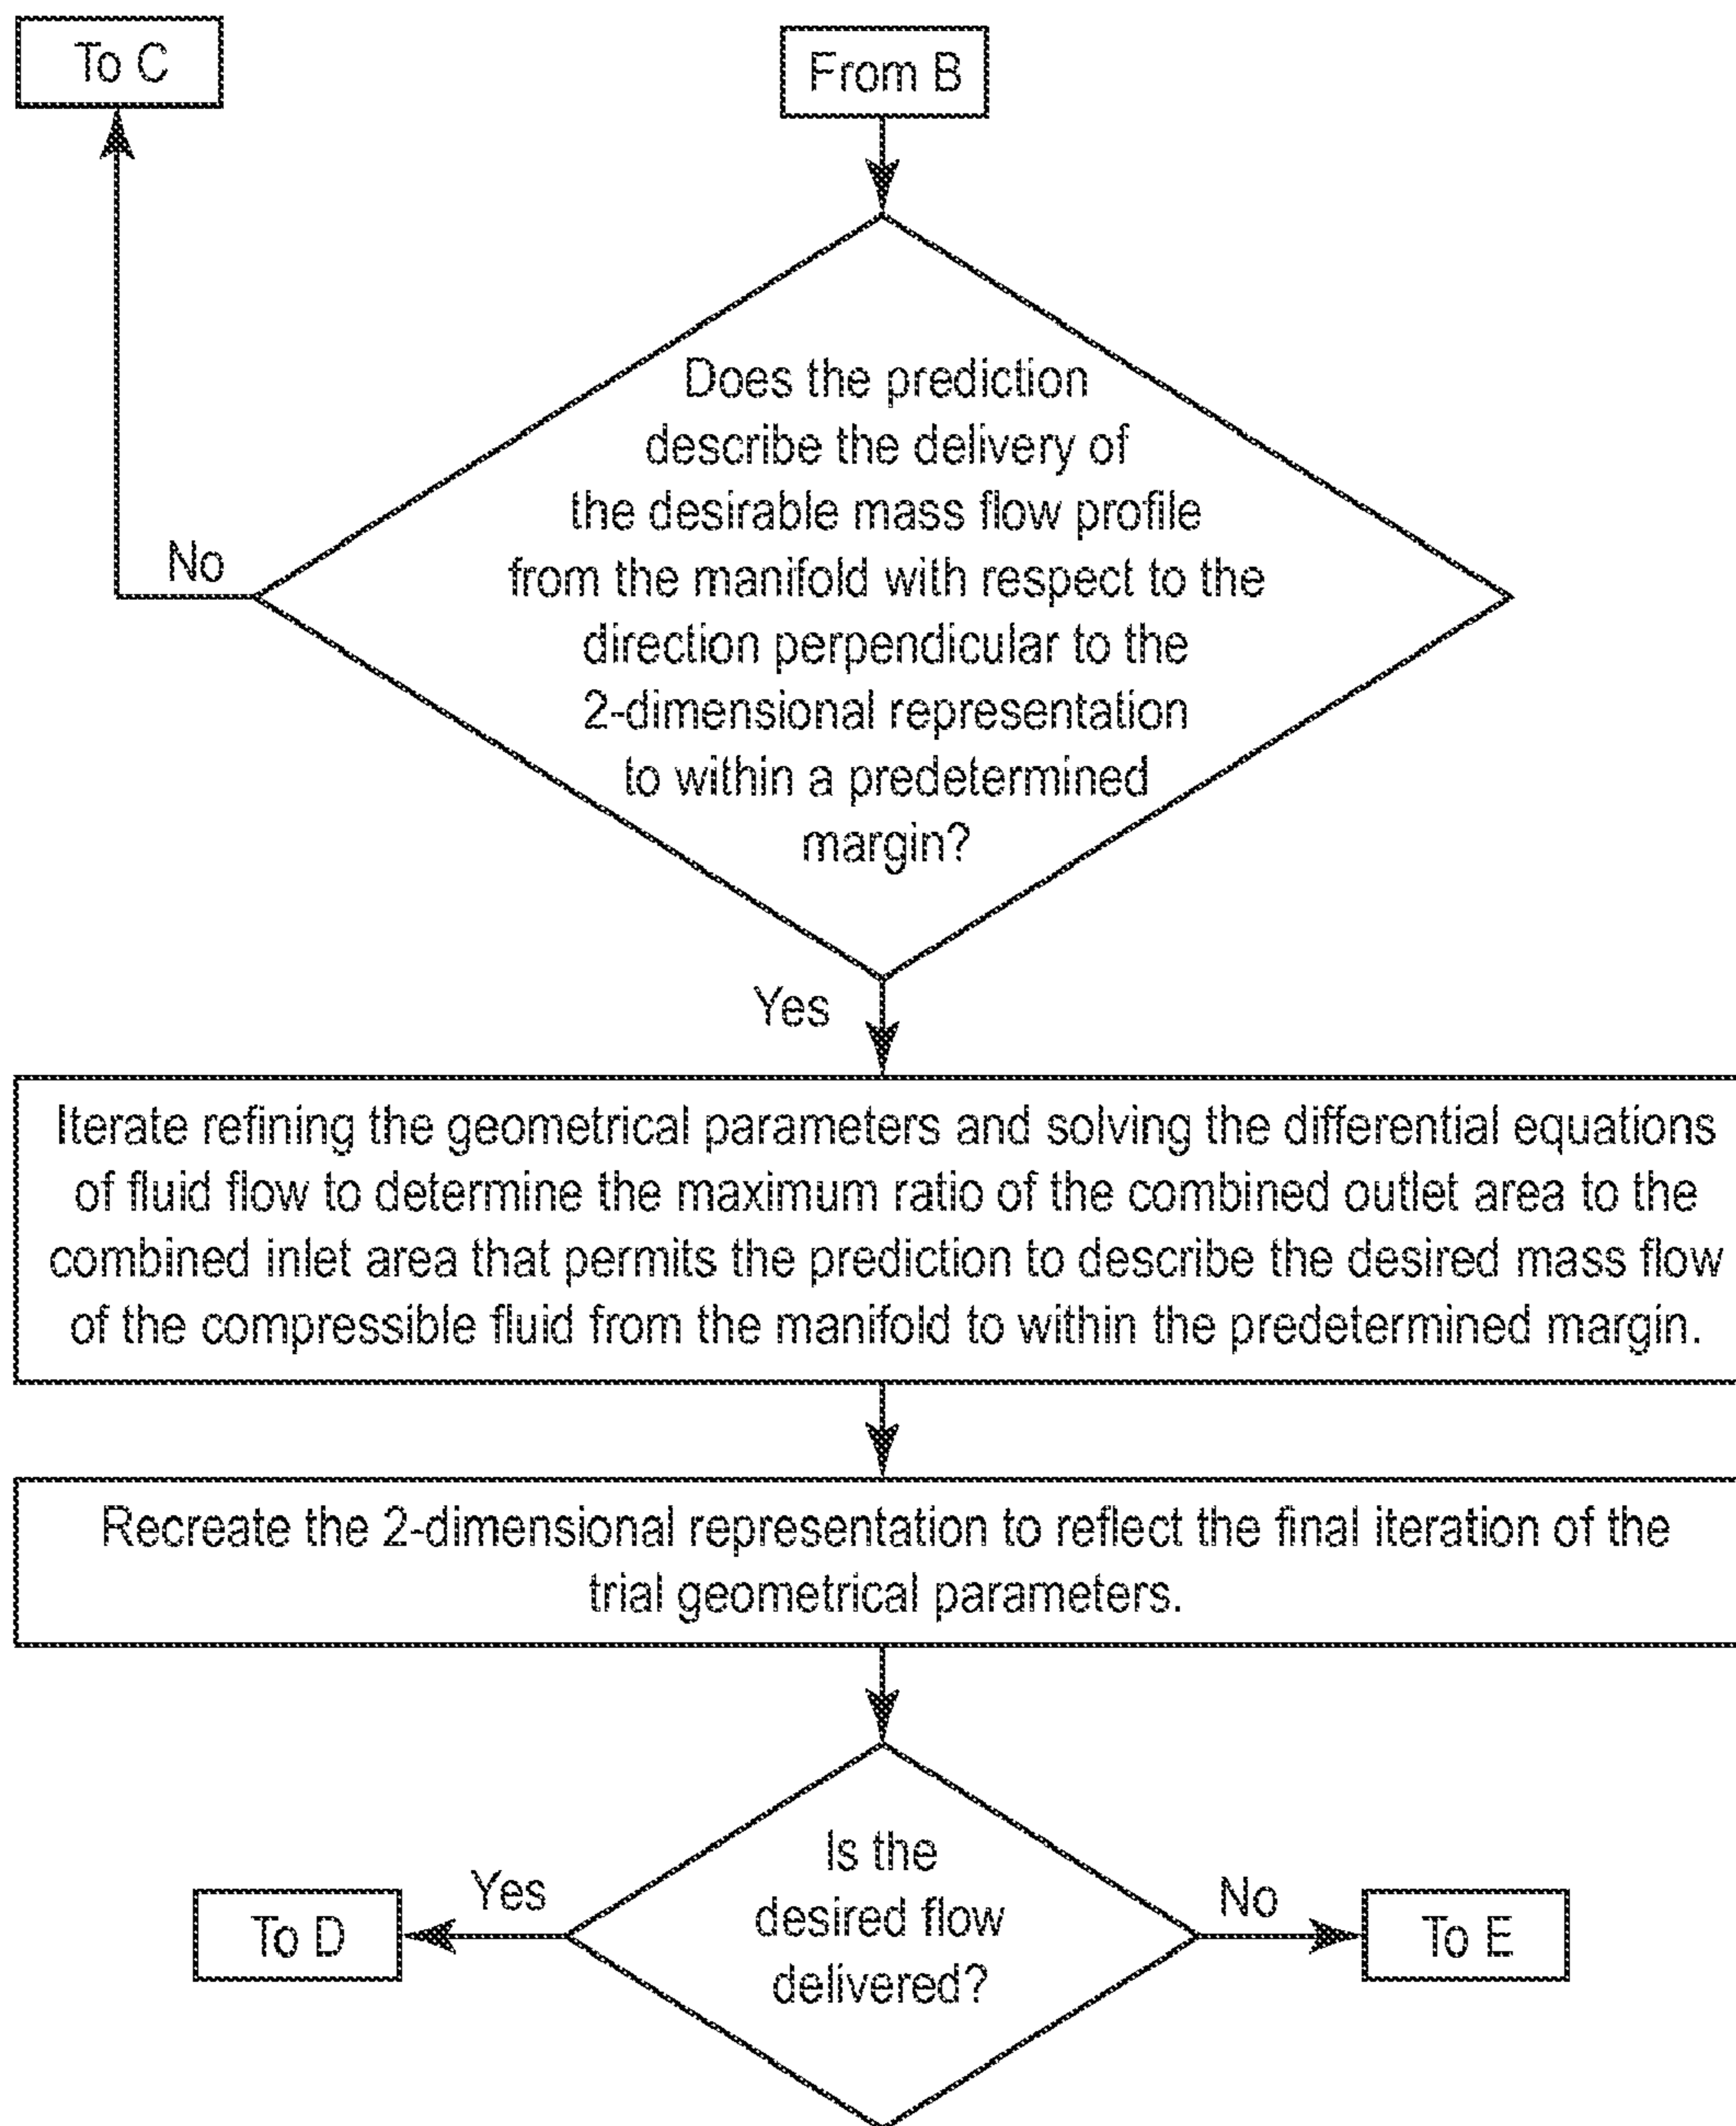 To C
From B
Does the prediction
describe the delivery of
the desirable mass flow profile
from the manifold with respect to the
direction perpendicular to the
2-dimensional representation
to within a predetermined
margin?
No
Yes
Iterate refining the geometrical parameters and solving the differential equations
of fluid flow to determine the maximum ratio of the combined outlet area to the
combined inlet area that permits the prediction to describe the desired mass flow
of the compressible fluid from the manifold to within the predetermined margin.
Recreate the 2-dimensional representation to reflect the final iteration of the
trial geometrical parameters.
Is the
desired flow
delivered?
Yes
To D
No
To E